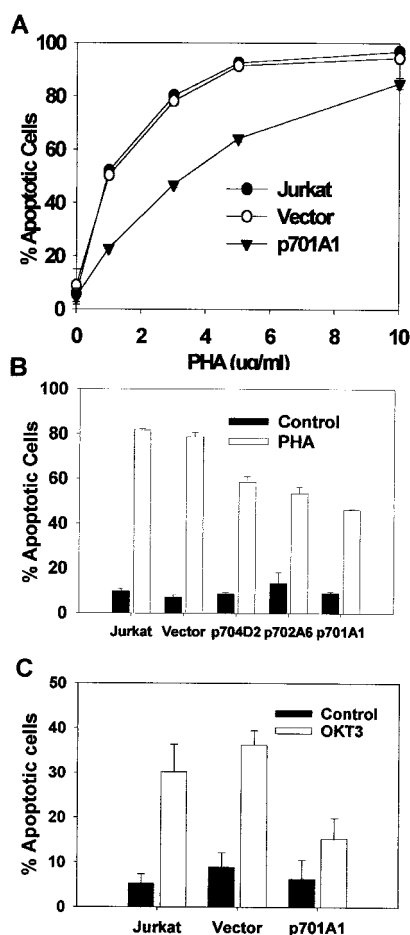 A
% Apoptotic Cells
100
80
60
40
20
0
Jurkat
Vector
p701A1
0 2 4 6 8 10
PHA (ug/ml)
B
% Apoptotic Cells
100
80
60
40
20
0
Control
PHA
Jurkat Vector p704D2 p702A6 p701A1
C
% Apoptotic cells
50
40
30
20
10
0
Control
OKT3
Jurkat Vector p701A1